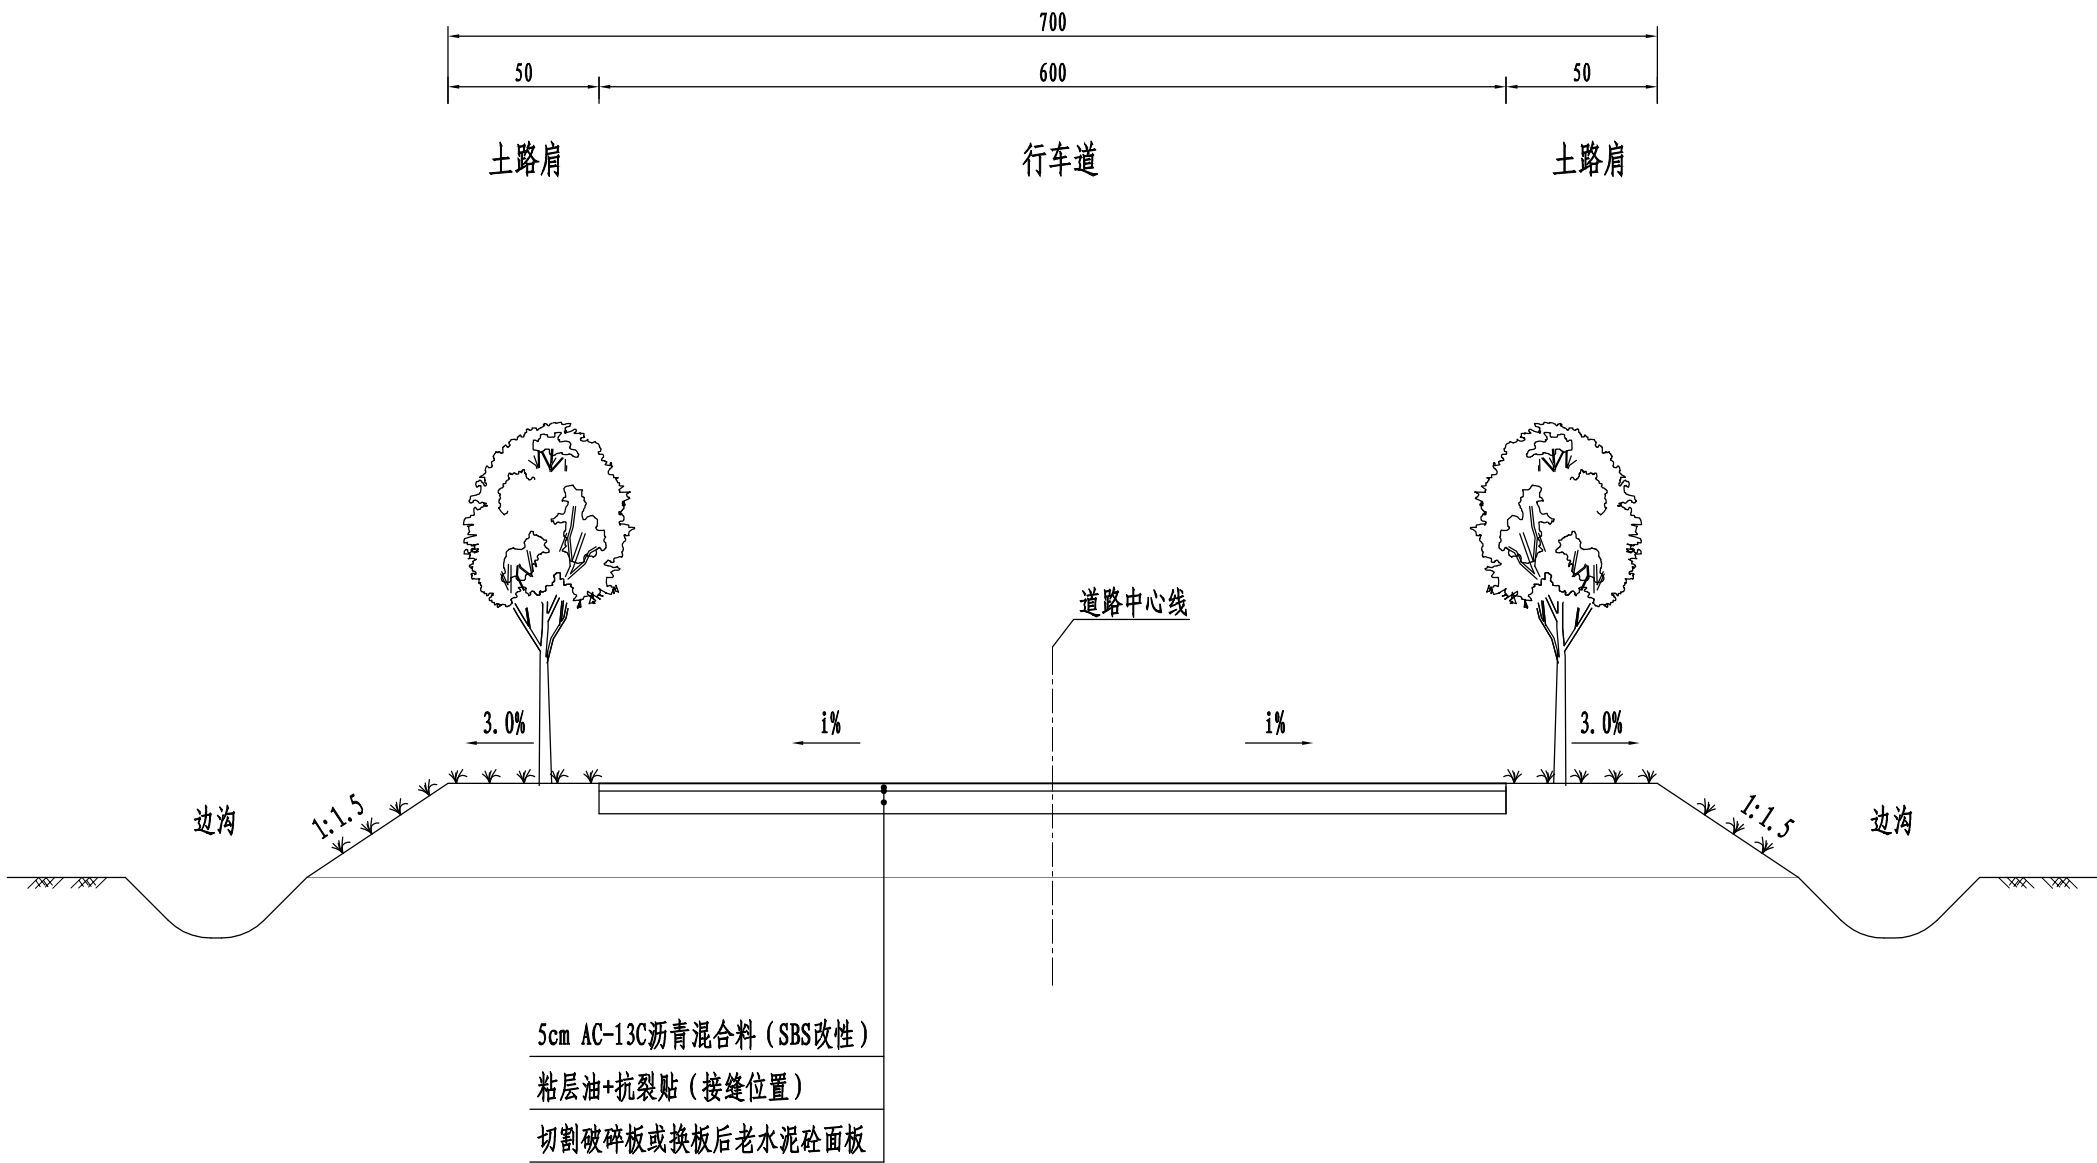 700
50
600
50
土路肩
行车道
土路肩
道路中心线
3.0%
i%
i%
3.0%
边沟
1:1.5
1:1.5
边沟
5cm AC-13C沥青混合料（SBS改性）
粘层油+抗裂贴（接缝位置）
切割破碎板或换板后老水泥砼面板